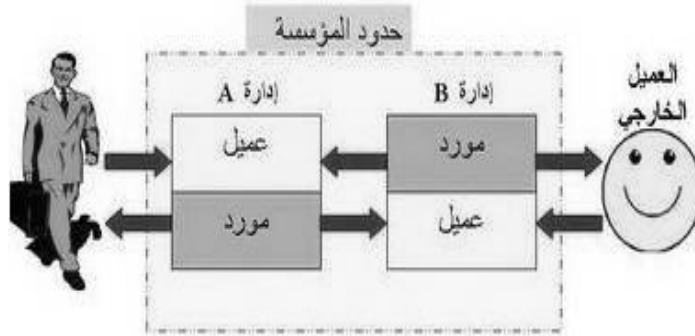 حدود المؤسسة
العميل
الخارجي
إدارة B
إدارة A
مورد
عميل
عميل
مورد